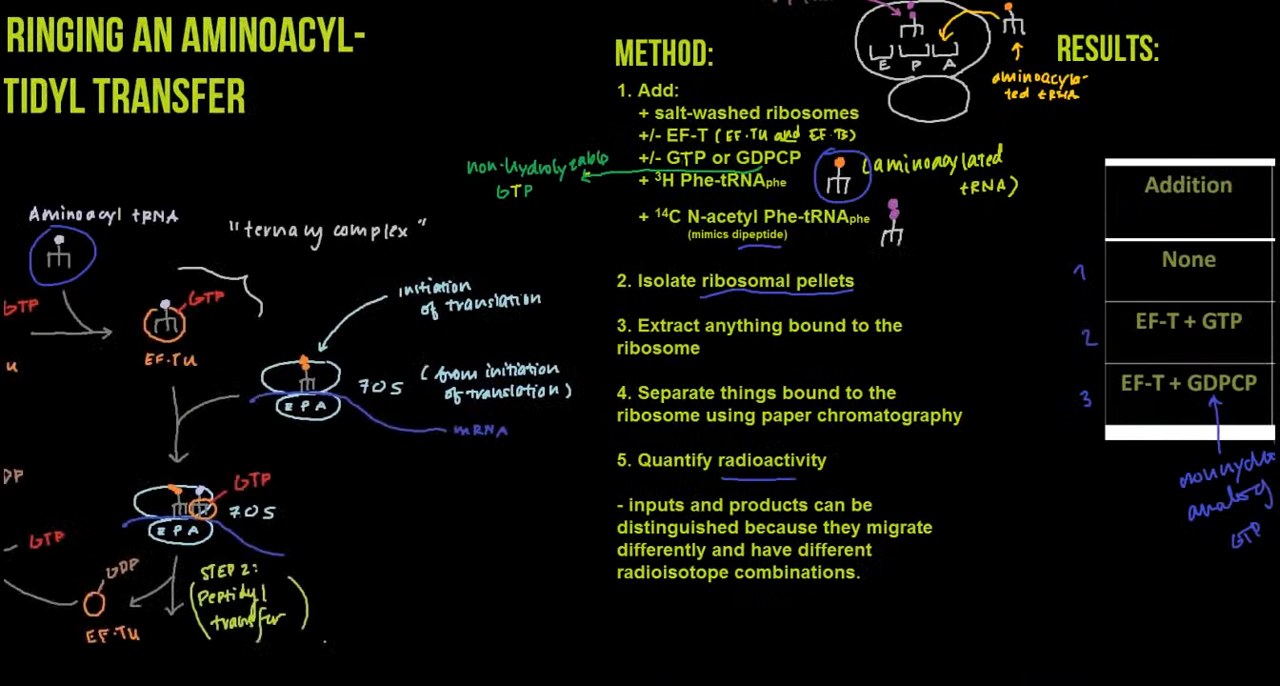 RINGING AN AMINOACYL-
TIDYL TRANSFER
Aminoacyl tRNA
"ternary complex"
GTP
GTP
EF-TU
u
initiation
of translation
70S
(from initiation
of translation)
E P A
mRNA
DP
GTP
70S
E P A
GTP
GDP
EF-TU
STEP 2:
(Peptidyl
transfer)
METHOD:
1. Add:
+ salt-washed ribosomes
+/- EF-T (EF-TU and EF-TS)
+/- GTP or GDPCP
+ ³H Phe-tRNAphe
+ ¹⁴C N-acetyl Phe-tRNAphe
(mimics dipeptide)
non-hydrolyzable
GTP
(aminoacylated
tRNA)
2. Isolate ribosomal pellets
3. Extract anything bound to the
ribosome
4. Separate things bound to the
ribosome using paper chromatography
5. Quantify radioactivity
- inputs and products can be
distinguished because they migrate
differently and have different
radioisotope combinations.
E P A
aminoacyla-
ted tRNA
RESULTS:
Addition
1 None
2 EF-T + GTP
3 EF-T + GDPCP
analog
GTP